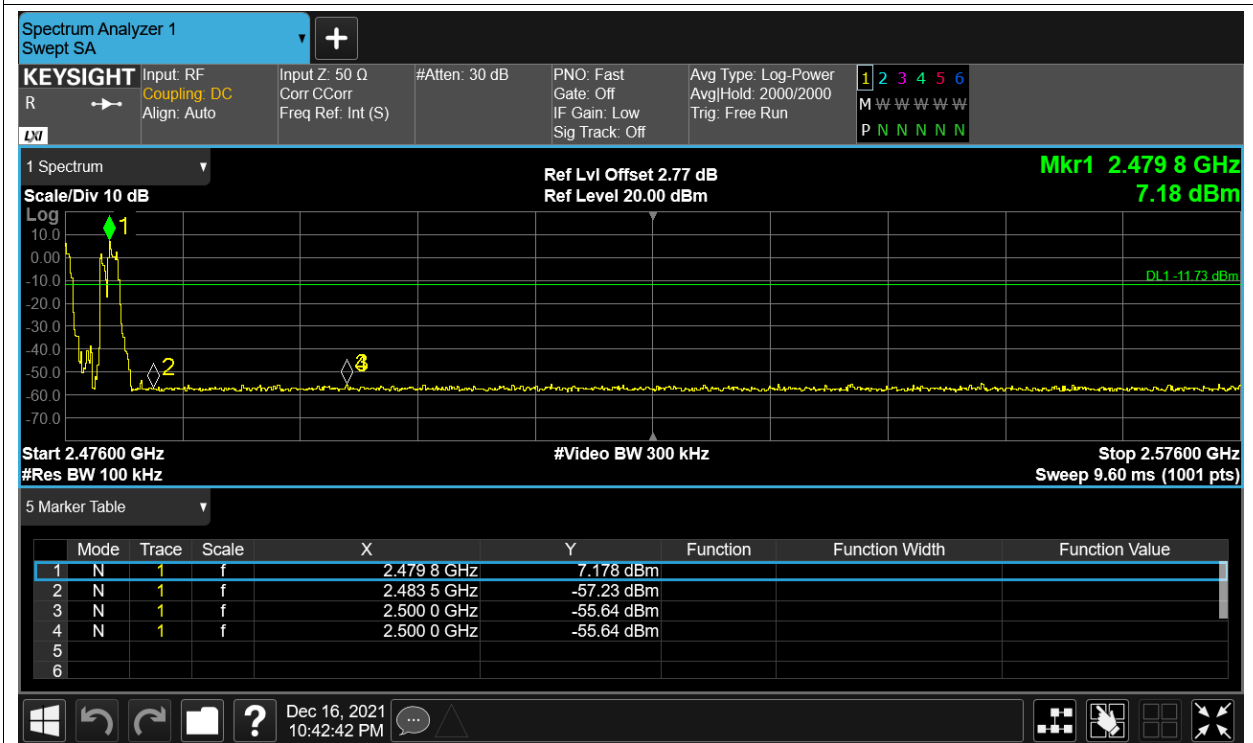 Spectrum Analyzer 1
Swept SA
KEYSIGHT
R
LXI
Input: RF
Coupling: DC
Align: Auto
Input Z: 50 Ω
Corr CCorr
Freq Ref: Int (S)
#Atten: 30 dB
PNO: Fast
Gate: Off
IF Gain: Low
Sig Track: Off
Avg Type: Log-Power
Avg|Hold: 2000/2000
Trig: Free Run
1 2 3 4 5 6
M W W W W W
P N N N N N
1 Spectrum
Scale/Div 10 dB
Ref Lvl Offset 2.77 dB
Ref Level 20.00 dBm
Mkr1 2.479 8 GHz
7.18 dBm
Log
10.0
0.00
-10.0
-20.0
-30.0
-40.0
-50.0
-60.0
-70.0
1
2
DL1 -11.73 dBm
Start 2.47600 GHz
#Res BW 100 kHz
#Video BW 300 kHz
Stop 2.57600 GHz
Sweep 9.60 ms (1001 pts)
5 Marker Table
Mode Trace Scale X Y Function Function Width Function Value
1 N 1 f 2.479 8 GHz 7.178 dBm
2 N 1 f 2.483 5 GHz -57.23 dBm
3 N 1 f 2.500 0 GHz -55.64 dBm
4 N 1 f 2.500 0 GHz -55.64 dBm
5
6
?
Dec 16, 2021
10:42:42 PM